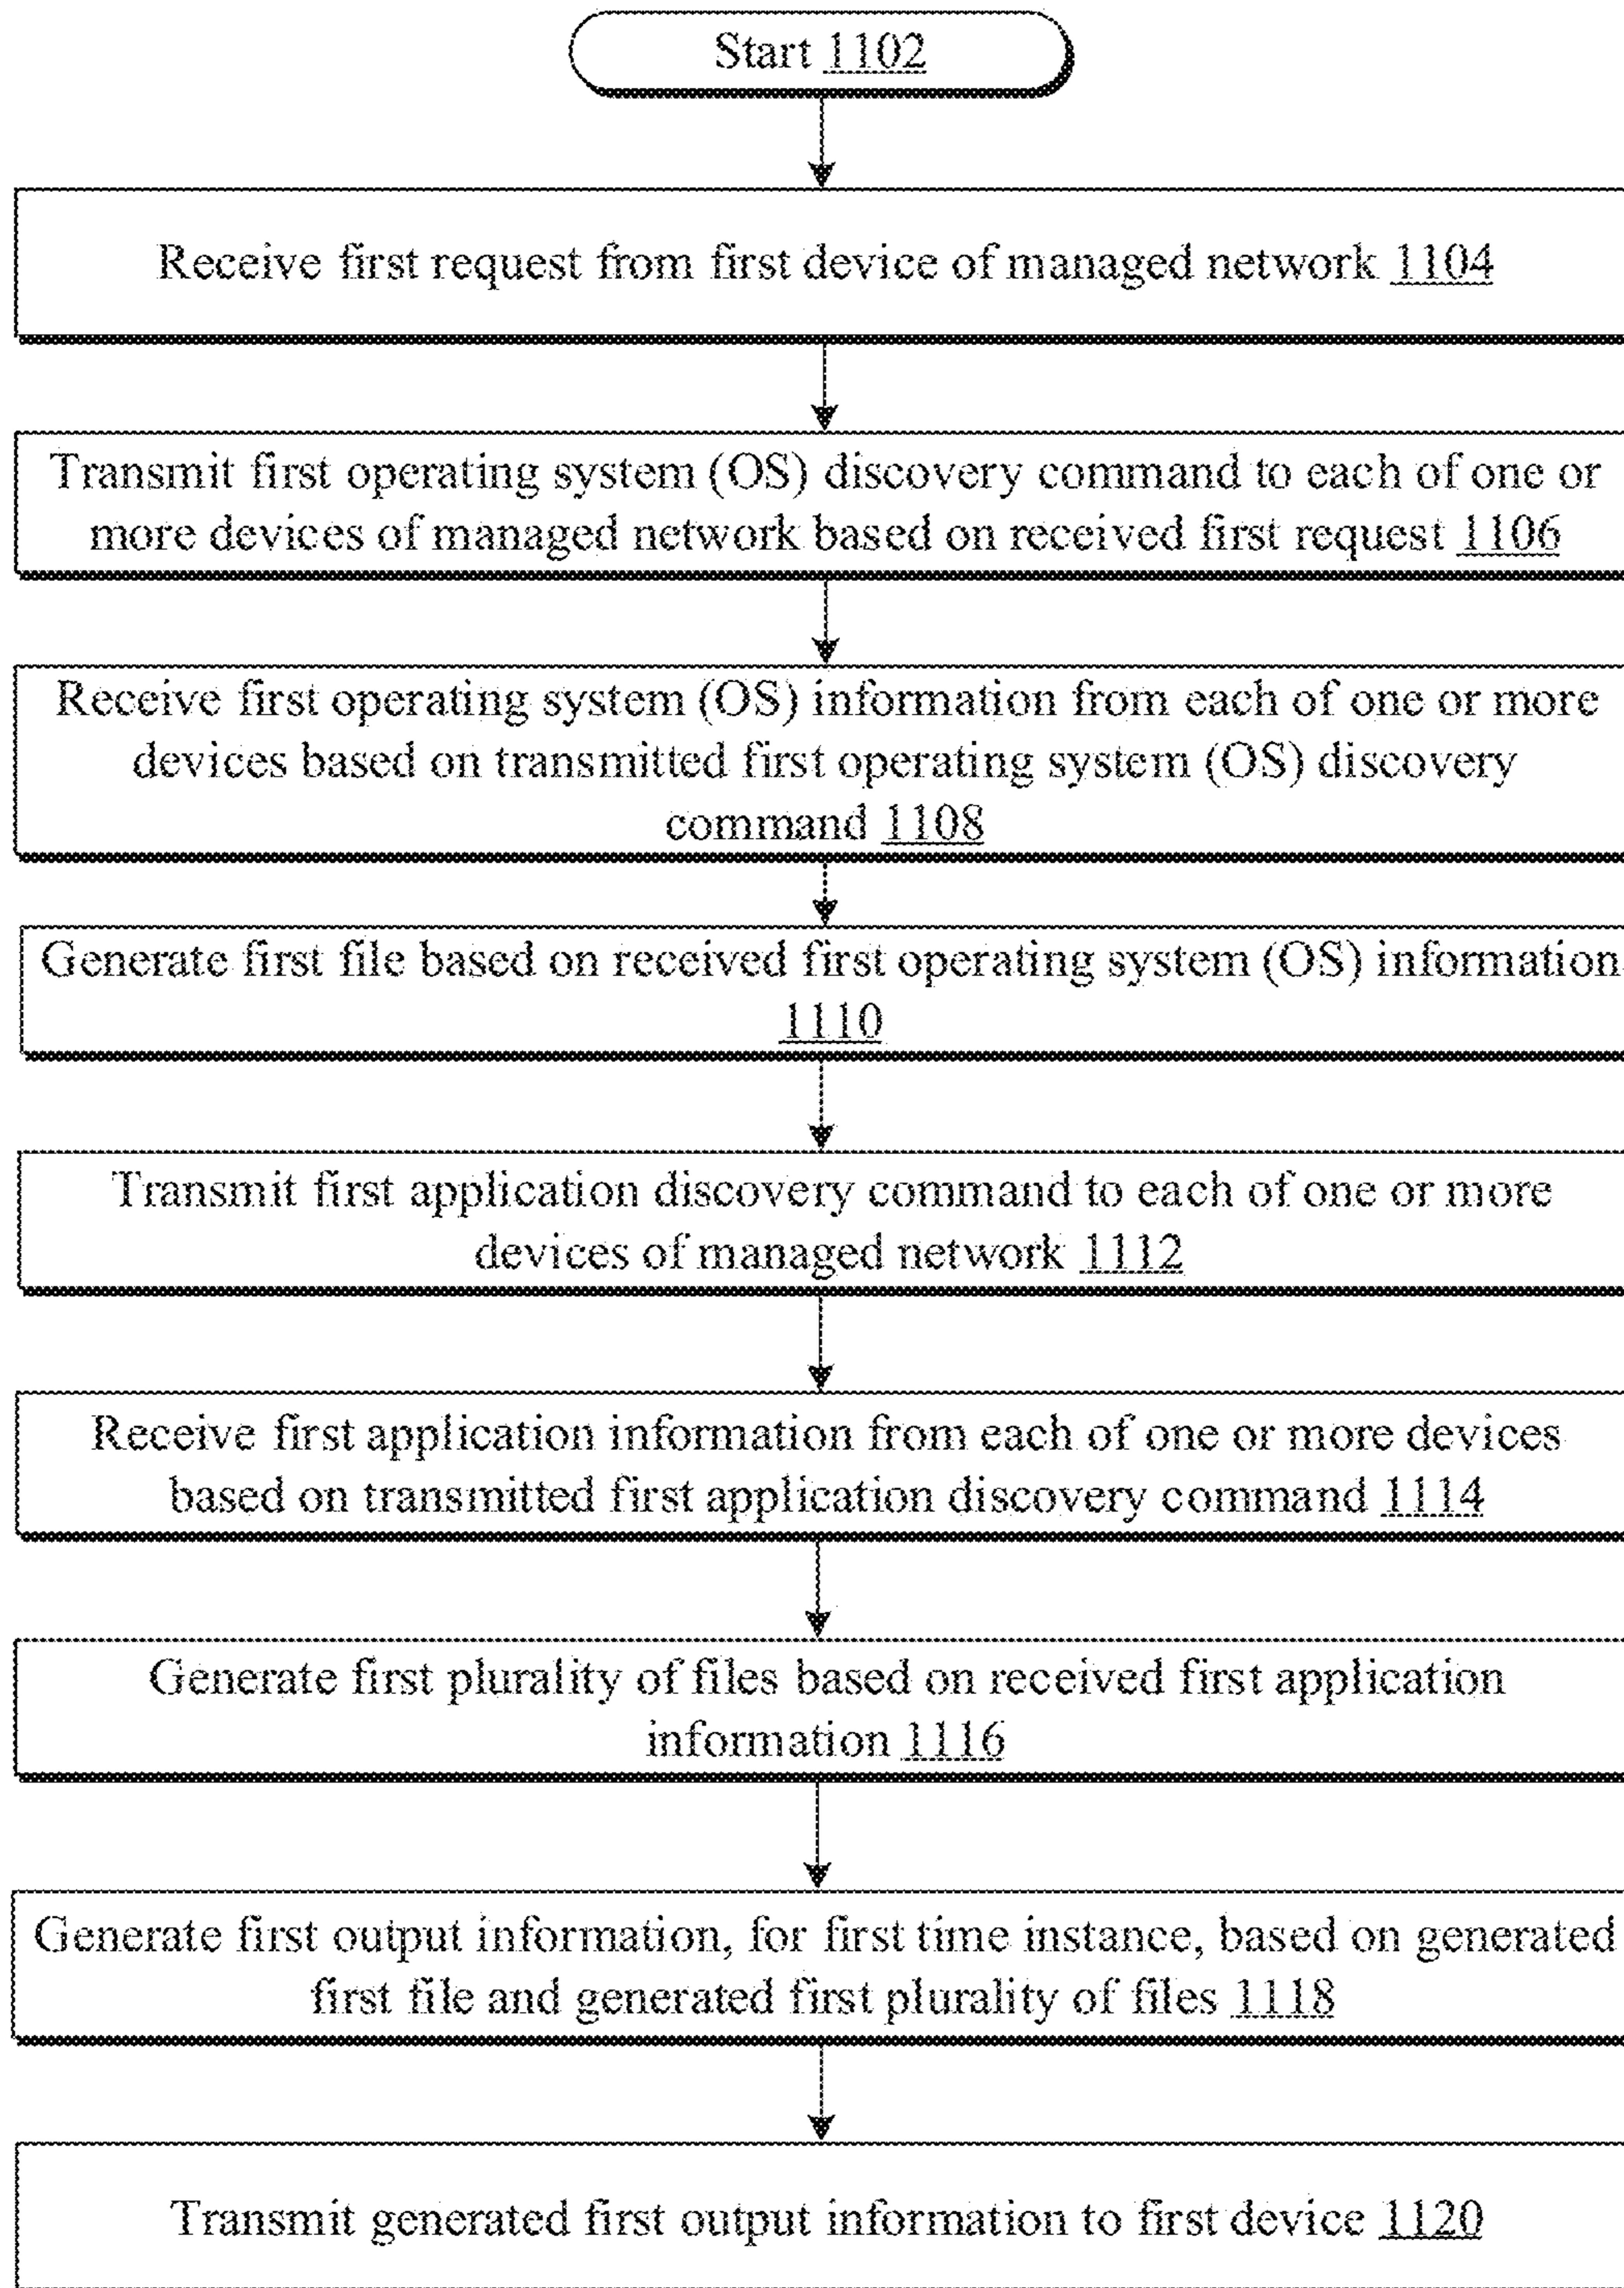 Start 1102
Receive first request from first device of managed network 1104
Transmit first operating system (OS) discovery command to each of one or
more devices of managed network based on received first request 1106
Receive first operating system (OS) information from each of one or more
devices based on transmitted first operating system (OS) discovery
command 1108
Generate first file based on received first operating system (OS) information
1110
Transmit first application discovery command to each of one or more
devices of managed network 1112
Receive first application information from each of one or more devices
based on transmitted first application discovery command 1114
Generate first plurality of files based on received first application
information 1116
Generate first output information, for first time instance, based on generated
first file and generated first plurality of files 1118
Transmit generated first output information to first device 1120